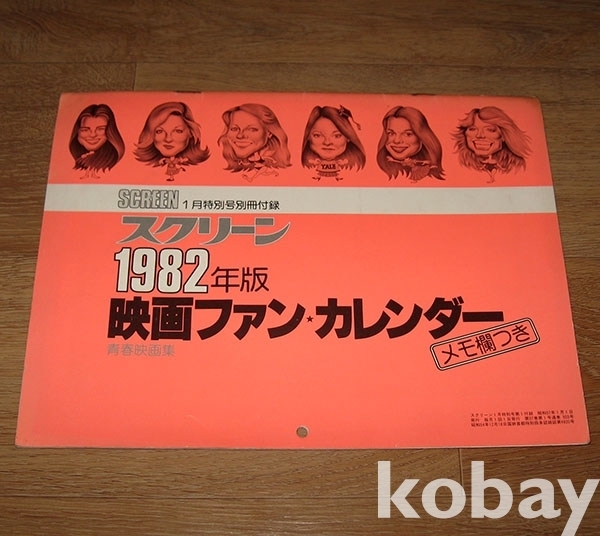 YALE
SCREEN 1月特別号別冊付録
スクリーン
1982年版
映画ファン★カレンダー
青春映画集
メモ欄つき
kobay